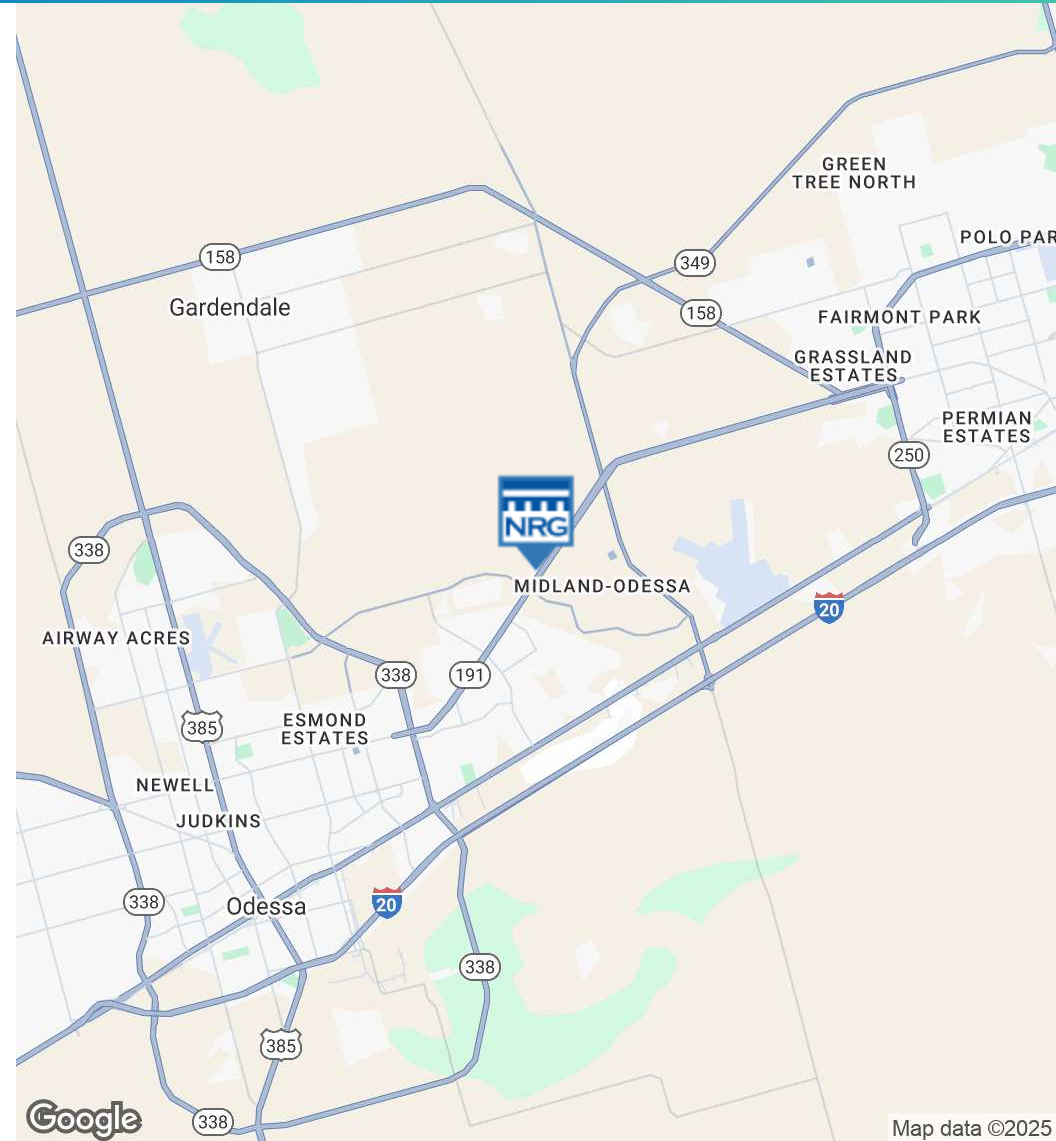 GREEN
TREE NORTH
POLO PAR
158
349
Gardendale
158
FAIRMONT PARK
GRASSLAND
ESTATES
PERMIAN
ESTATES
250
NRG
338
MIDLAND-ODESSA
20
AIRWAY ACRES
338
191
385
ESMOND
ESTATES
NEWELL
JUDKINS
338
Odessa
20
338
385
338
Google
Map data ©2025